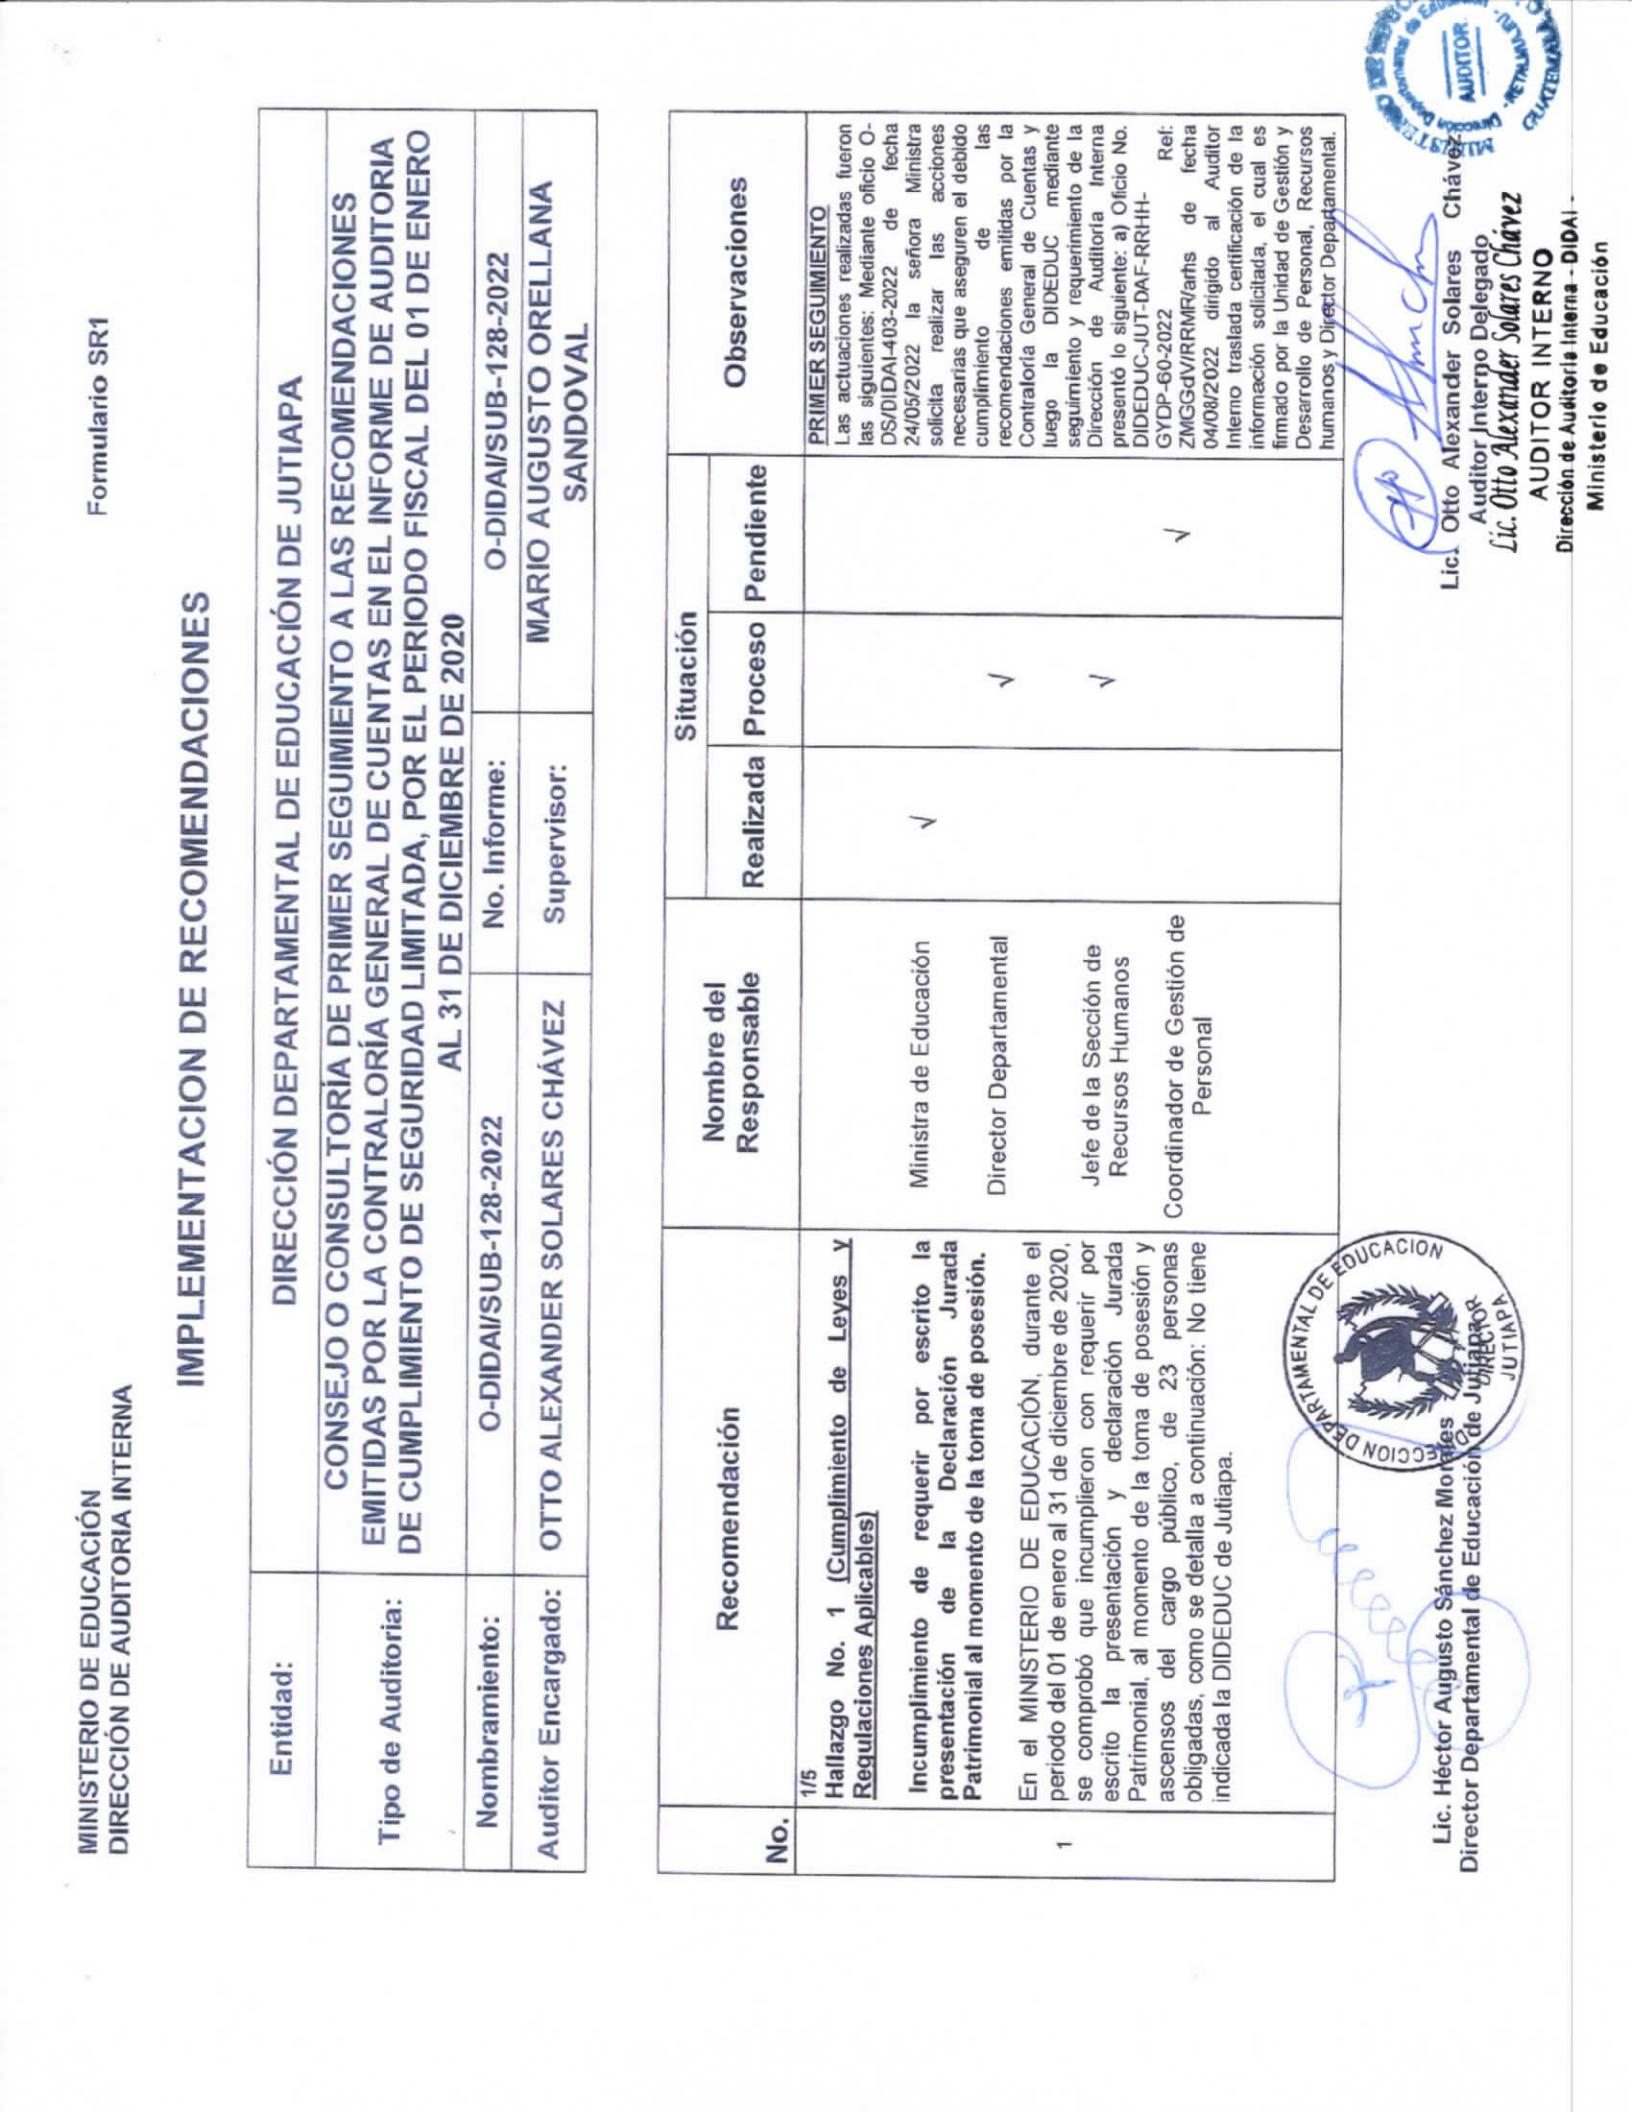 MINISTERIO DE EDUCACIÓN
DIRECCIÓN DE AUDITORIA INTERNA
Formulario SR1
IMPLEMENTACION DE RECOMENDACIONES
Entidad:
DIRECCIÓN DEPARTAMENTAL DE EDUCACIÓN DE JUTIAPA
Tipo de Auditoria:
CONSEJO O CONSULTORÍA DE PRIMER SEGUIMIENTO A LAS RECOMENDACIONES
EMITIDAS POR LA CONTRALORÍA GENERAL DE CUENTAS EN EL INFORME DE AUDITORIA
DE CUMPLIMIENTO DE SEGURIDAD LIMITADA, POR EL PERIODO FISCAL DEL 01 DE ENERO
AL 31 DE DICIEMBRE DE 2020
Nombramiento:
O-DIDAI/SUB-128-2022
No. Informe:
O-DIDAI/SUB-128-2022
Auditor Encargado:
OTTO ALEXANDER SOLARES CHÁVEZ
Supervisor:
MARIO AUGUSTO ORELLANA
SANDOVAL
No.
Recomendación
Nombre del
Responsable
Situación
Realizada
Proceso
Pendiente
Observaciones
1
1/5
Hallazgo No. 1 (Cumplimiento de Leyes y
Regulaciones Aplicables)
Incumplimiento de requerir por escrito la
presentación de la Declaración Jurada
Patrimonial al momento de la toma de posesión.
En el MINISTERIO DE EDUCACIÓN, durante el
periodo del 01 de enero al 31 de diciembre de 2020,
se comprobó que incumplieron con requerir por
escrito la presentación y declaración Jurada
Patrimonial, al momento de la toma de posesión y
ascensos del cargo público, de 23 personas
obligadas, como se detalla a continuación: No tiene
indicada la DIDEDUC de Jutiapa.
Ministra de Educación
√
Director Departamental
√
Jefe de la Sección de
Recursos Humanos
√
Coordinador de Gestión de
Personal
√
PRIMER SEGUIMIENTO
Las actuaciones realizadas fueron
las siguientes: Mediante oficio O-
DS/DIDAI-403-2022 de fecha
24/05/2022 la señora Ministra
solicita realizar las acciones
necesarias que aseguren el debido
cumplimiento de las
recomendaciones emitidas por la
Contraloría General de Cuentas y
luego la DIDEDUC mediante
seguimiento y requerimiento de la
Dirección de Auditoría Interna
presentó lo siguiente: a) Oficio No.
DIDEDUC-JUT-DAF-RRHH-
GYDP-60-2022 Ref:
ZMGGdV/RRMR/arhs de fecha
04/08/2022 dirigido al Auditor
Interno traslada certificación de la
información solicitada, el cual es
firmado por la Unidad de Gestión y
Desarrollo de Personal, Recursos
humanos y Director Departamental.
Lic. Héctor Augusto Sánchez Morales
Director Departamental de Educación de Jutiapa
DIRECCION DEPARTAMENTAL DE EDUCACION
DIRECTOR
JUTIAPA
Lic. Otto Alexander Solares Chávez
Auditor Interno Delegado
Lic. Otto Alexander Solares Chávez
AUDITOR INTERNO
Dirección de Auditoria Interna - DIDAI -
Ministerio de Educación
AUDITOR